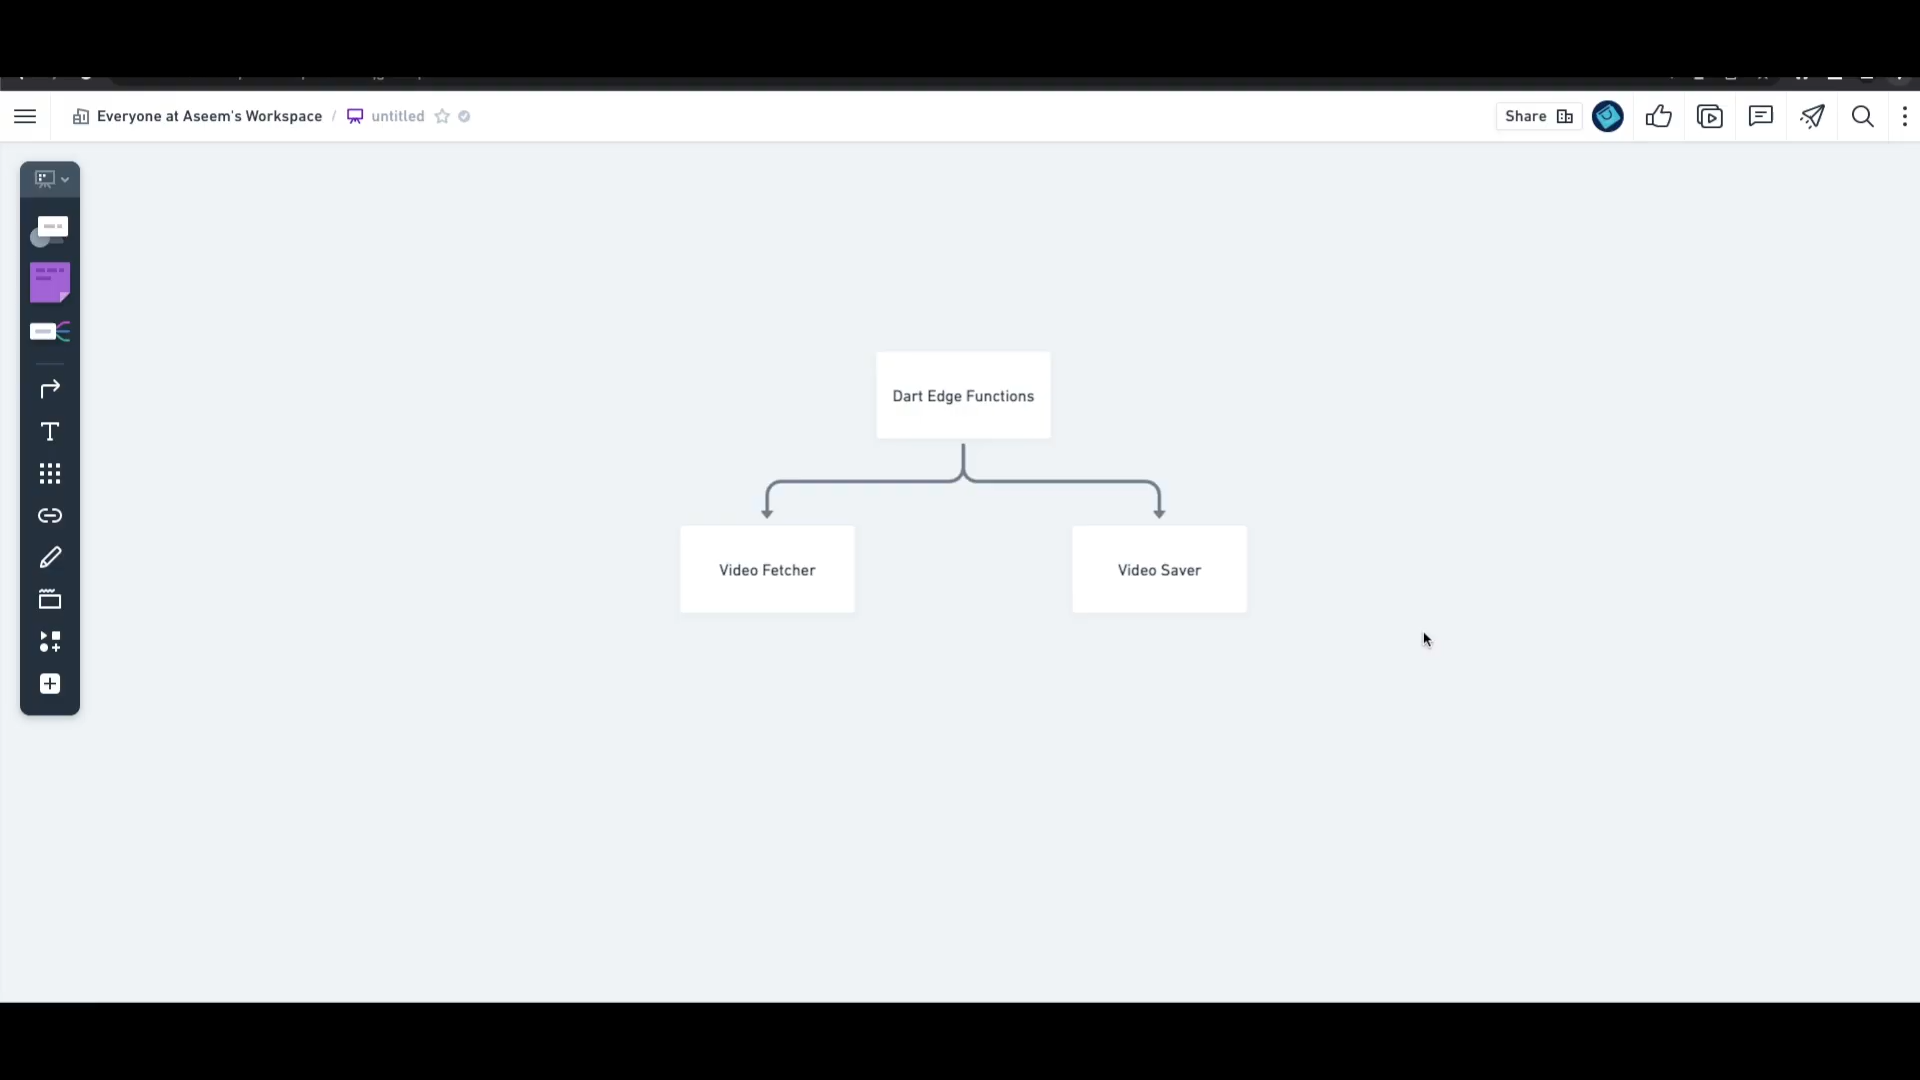 Everyone at Aseem's Workspace / untitled
Share
Dart Edge Functions
Video Fetcher
Video Saver